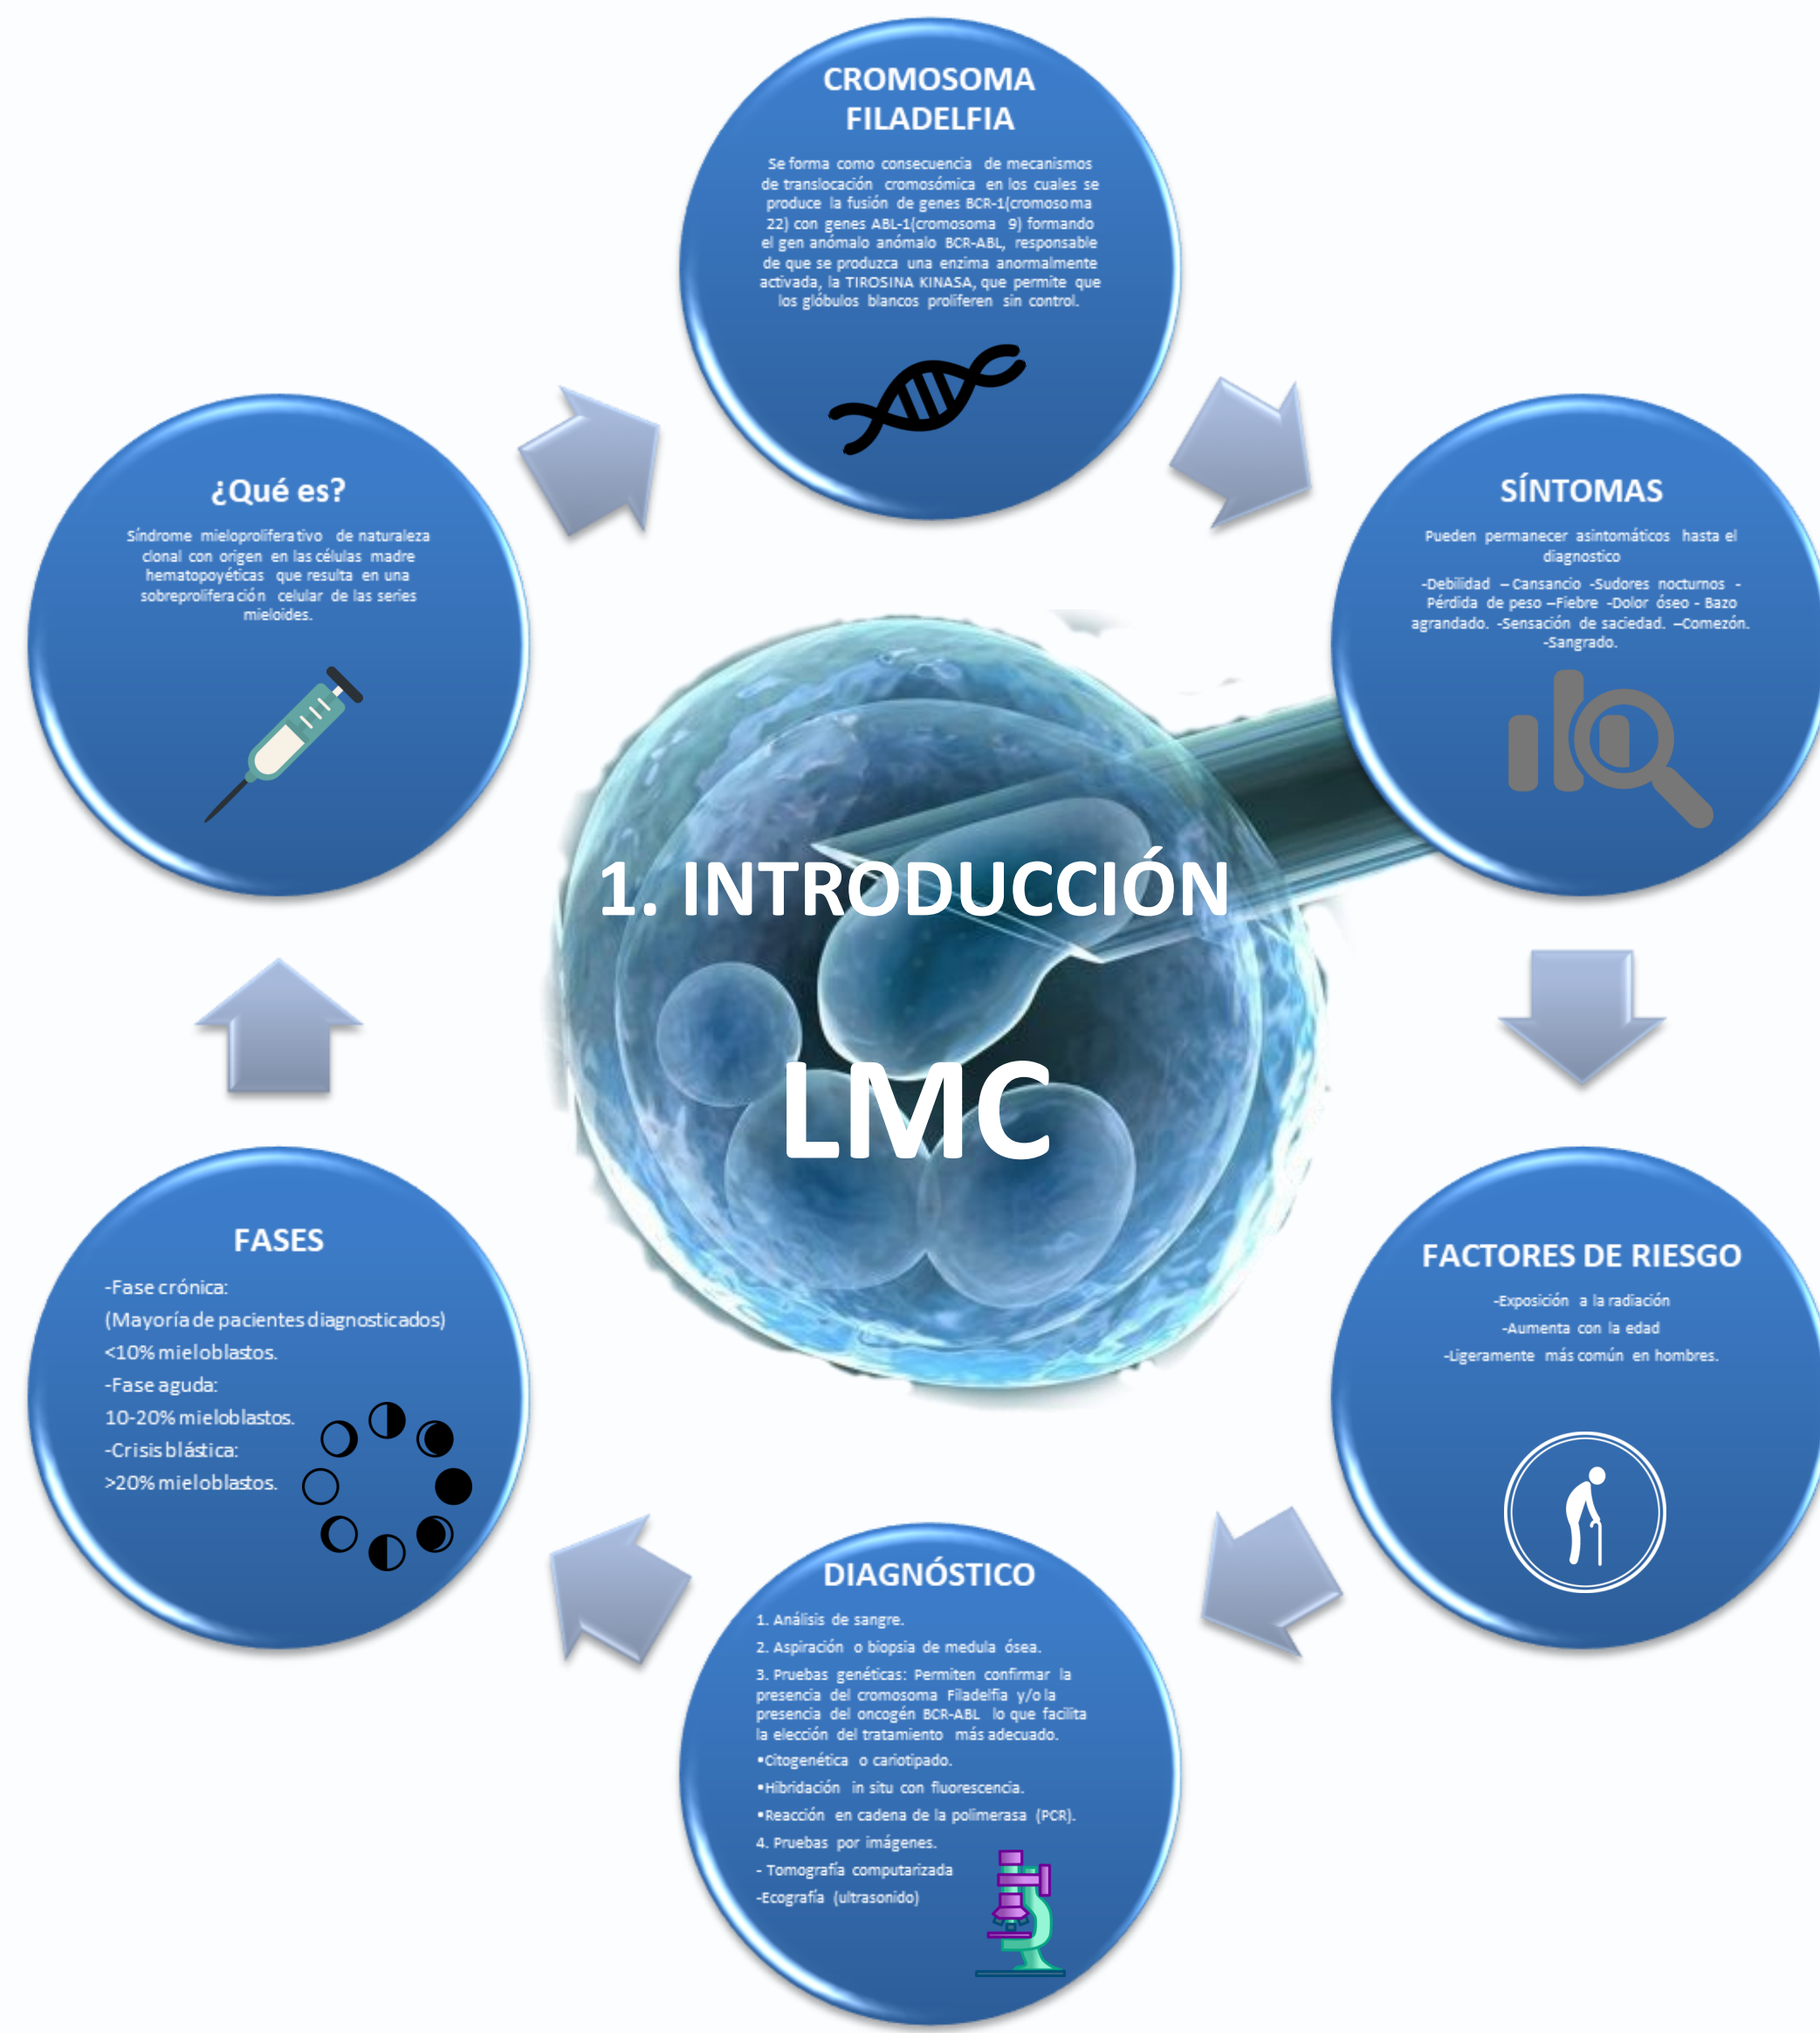 1. INTRODUCCIÓN
LMC
¿Qué es?
Síndrome mieloproliferativo de naturaleza
clonal con origen en las células madre
hematopoyéticas que resulta en una
sobreproliferación celular de las series
mieloides.
CROMOSOMA
FILADELFIA
Se forma como consecuencia de mecanismos
de translocación cromosómica en los cuales se
produce la fusión de genes BCR-1(cromosoma
22) con genes ABL-1(cromosoma 9) formando
el gen anómalo anómalo BCR-ABL, responsable
de que se produzca una enzima anormalmente
activada, la TIROSINA KINASA, que permite que
los glóbulos blancos proliferen sin control.
SÍNTOMAS
Pueden permanecer asintomáticos hasta el
diagnostico
-Debilidad – Cansancio -Sudores nocturnos -
Pérdida de peso –Fiebre -Dolor óseo - Bazo
agrandado. -Sensación de saciedad. –Comezón.
-Sangrado.
FACTORES DE RIESGO
-Exposición a la radiación
-Aumenta con la edad
-Ligeramente más común en hombres.
DIAGNÓSTICO
1. Análisis de sangre.
2. Aspiración o biopsia de medula ósea.
3. Pruebas genéticas: Permiten confirmar la
presencia del cromosoma Filadelfia y/o la
presencia del oncogén BCR-ABL lo que facilita
la elección del tratamiento más adecuado.
•Citogenética o cariotipado.
•Hibridación in situ con fluorescencia.
•Reacción en cadena de la polimerasa (PCR).
4. Pruebas por imágenes.
- Tomografía computarizada
-Ecografía (ultrasonido)
FASES
-Fase crónica:
(Mayoría de pacientes diagnosticados)
<10% mieloblastos.
-Fase aguda:
10-20% mieloblastos.
-Crisis blástica:
>20% mieloblastos.